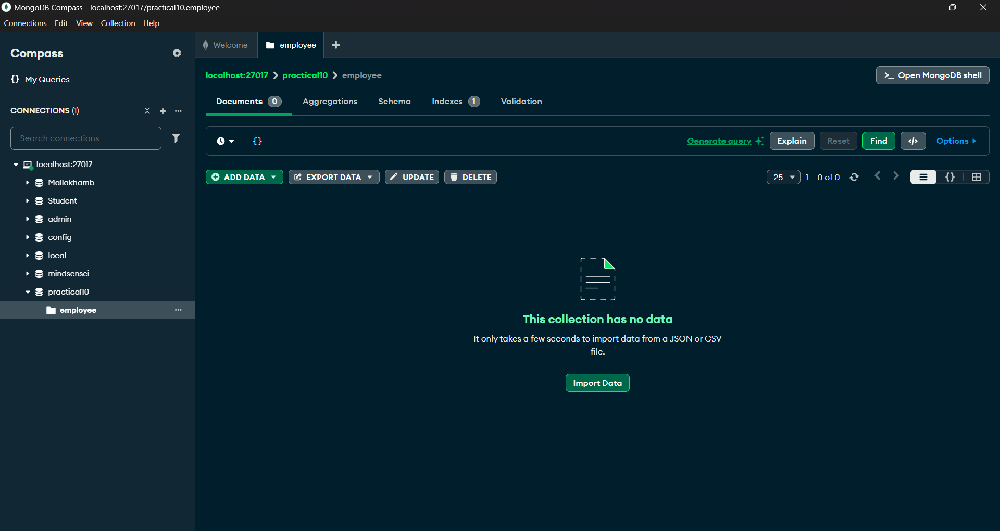 MongoDB Compass - localhost:27017/practical10.employee
Connections Edit View Collection Help
Compass
{} My Queries
CONNECTIONS (1)
Search connections
localhost:27017
Mallakhamb
Student
admin
config
local
mindsensei
practical10
employee
Welcome
employee
localhost:27017 > practical10 > employee
>_ Open MongoDB shell
Documents 0 Aggregations Schema Indexes 1 Validation
{} Generate query Explain Reset Find </> Options
ADD DATA EXPORT DATA UPDATE DELETE
25 1 – 0 of 0 {}
This collection has no data
It only takes a few seconds to import data from a JSON or CSV
file.
Import Data